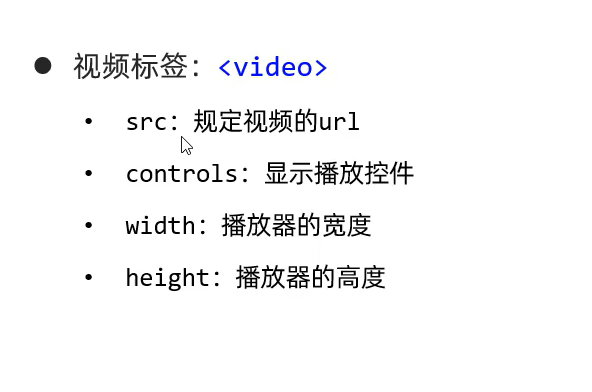 ● 视频标签：<video>
• src：规定视频的url
• controls：显示播放控件
• width：播放器的宽度
• height：播放器的高度